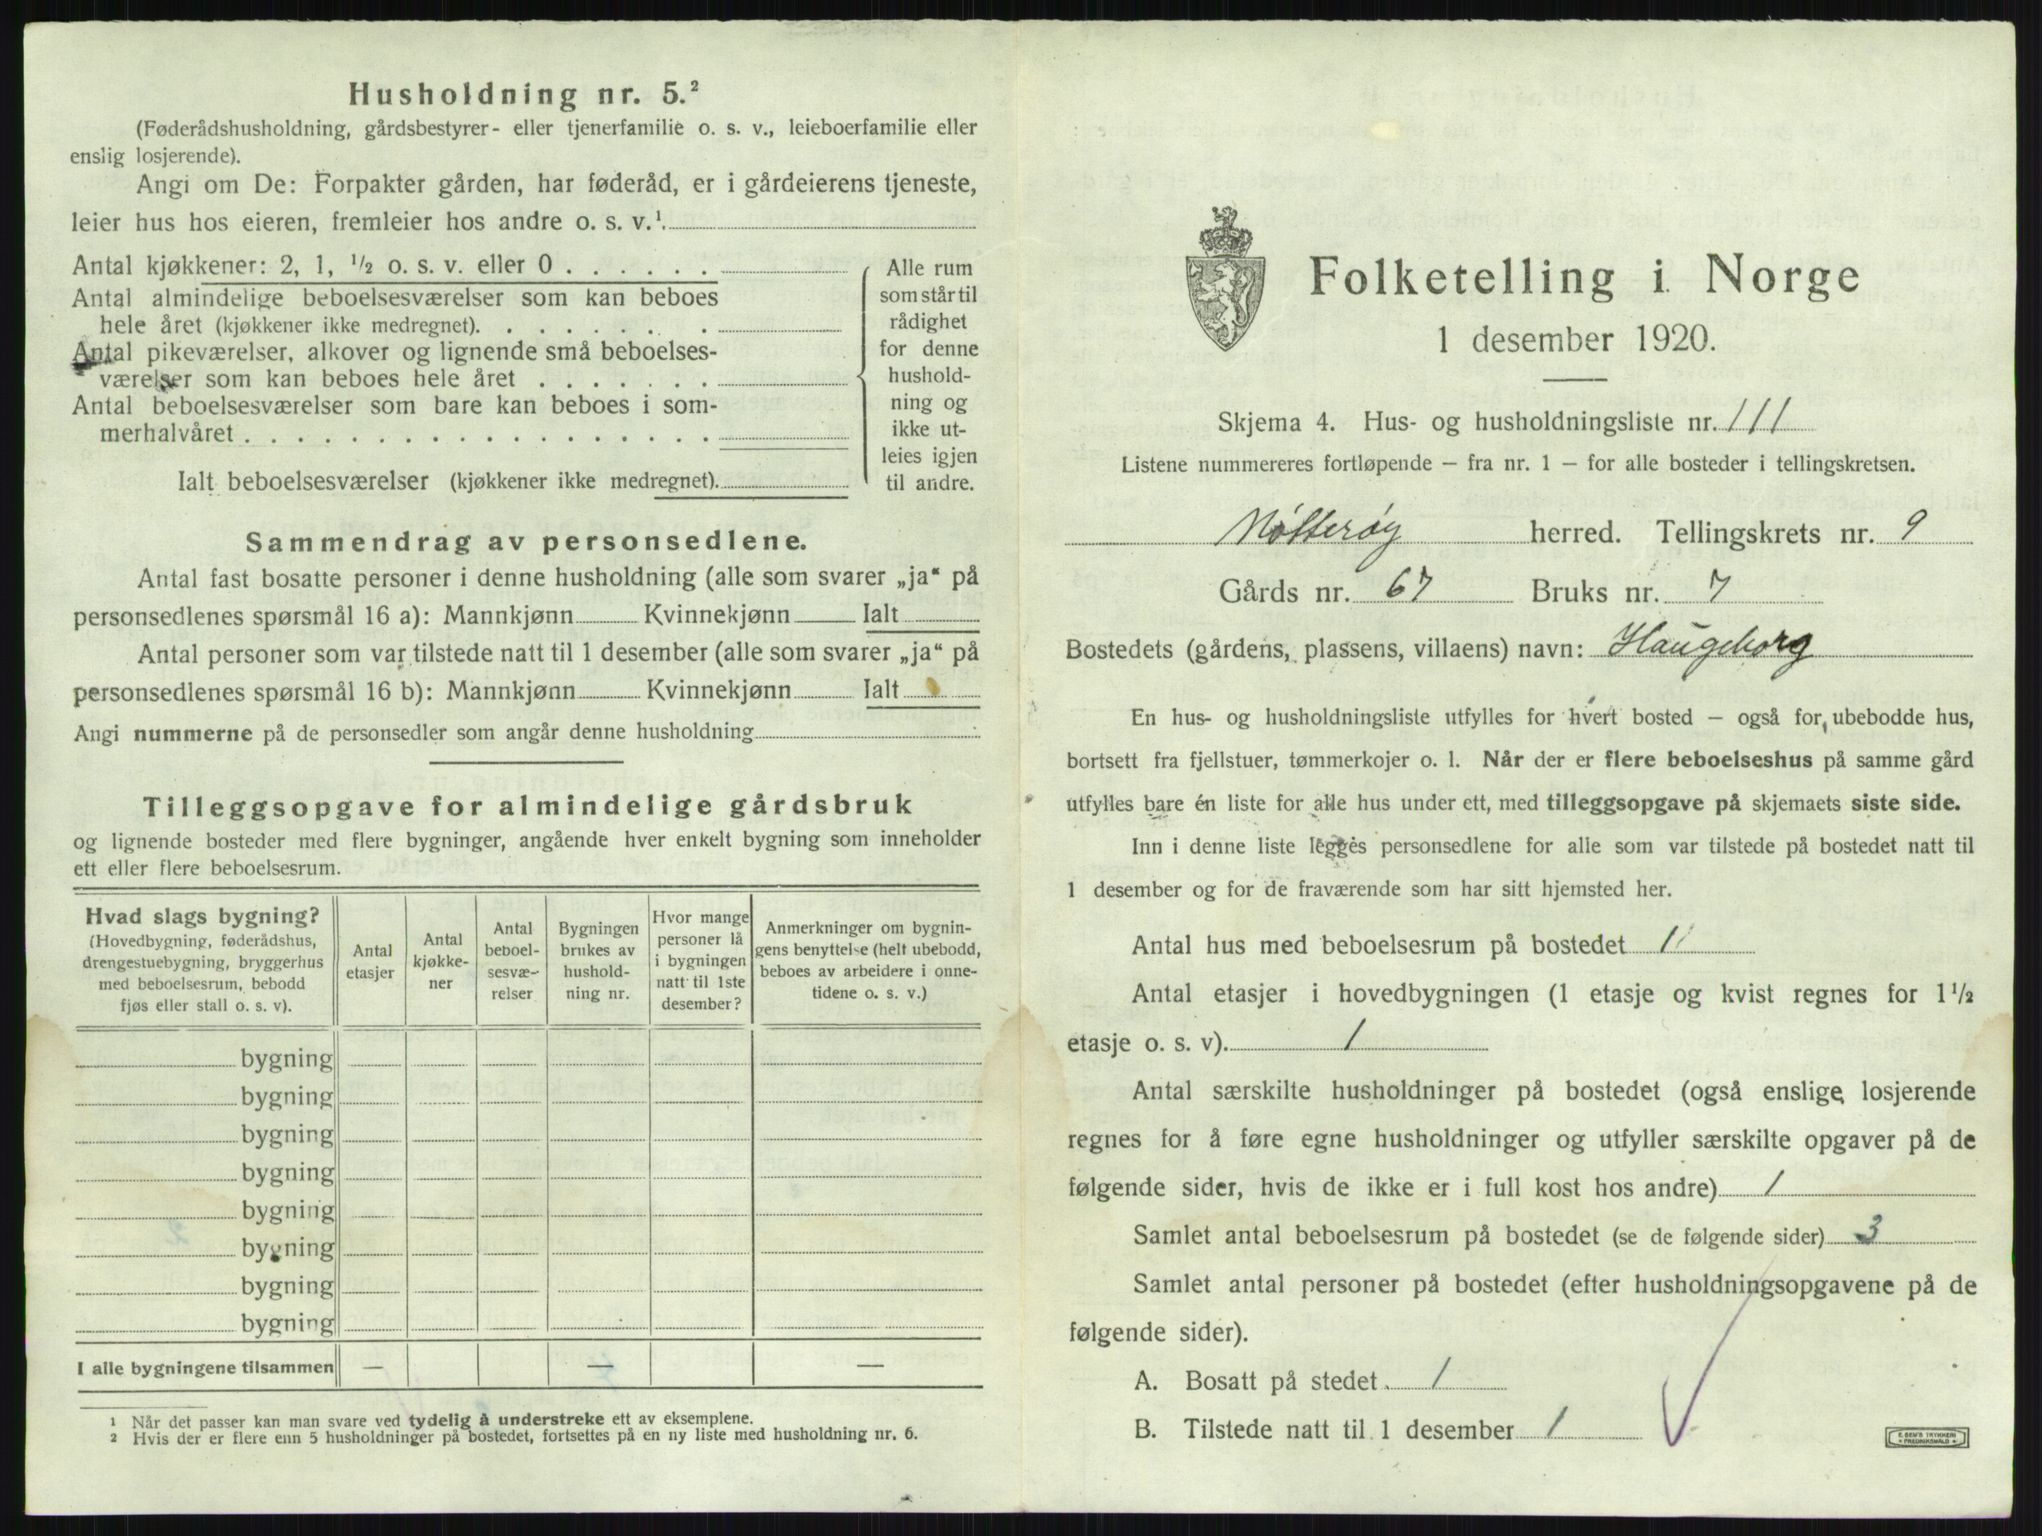 Husholdning nr. 5.²
(Føderådshusholdning, gårdsbestyrer- eller tjenerfamilie o. s. v., leieboerfamilie eller
enslig losjerende).
Angi om De: Forpakter gården, har føderåd, er i gårdeierens tjeneste,
leier hus hos eieren, fremleier hos andre o. s. v.¹
Antal kjøkkener: 2, 1, ½ o. s. v. eller 0 . . . . . .
Antal almindelige beboelsesværelser som kan beboes
hele året (kjøkkener ikke medregnet). . . . . . . .
Antal pikeværelser, alkover og lignende små beboelses-
værelser som kan beboes hele året . . . . . . .
Antal beboelsesværelser som bare kan beboes i som-
merhalvåret . . . . . . . . . . . . . . . . . .
Ialt beboelsesværelser (kjøkkener ikke medregnet).
Alle rum
som står til
rådighet
for denne
hushold-
ning og
ikke ut-
leies igjen
til andre.
Sammendrag av personsedlene.
Antal fast bosatte personer i denne husholdning (alle som svarer „ja“ på
personsedlenes spørsmål 16 a): Mannkjønn Kvinnekjønn Ialt
Antal personer som var tilstede natt til 1 desember (alle som svarer „ja“ på
personsedlenes spørsmål 16 b): Mannkjønn Kvinnekjønn Ialt
Angi nummerne på de personsedler som angår denne husholdning
Tilleggsopgave for almindelige gårdsbruk
og lignende bosteder med flere bygninger, angående hver enkelt bygning som inneholder
ett eller flere beboelsesrum.
Hvad slags bygning?
(Hovedbygning, føderådshus,
drengestuebygning, bryggerhus
med beboelsesrum, bebodd
fjøs eller stall o. s. v).
Antal
etasjer
Antal
kjøkke-
ner
Antal
beboel-
sesvæ-
relser
Bygningen
brukes av
hushold-
ning nr.
Hvor mange
personer lå
i bygningen
natt til 1ste
desember?
Anmerkninger om bygnin-
gens benyttelse (helt ubebodd,
beboes av arbeidere i onne-
tidene o. s. v.)
bygning
bygning
bygning
bygning
bygning
bygning
bygning
bygning
I alle bygningene tilsammen — — —
¹ Når det passer kan man svare ved tydelig å understreke ett av eksemplene.
² Hvis der er flere enn 5 husholdninger på bostedet, fortsettes på en ny liste med husholdning nr. 6.
Folketelling i Norge
1 desember 1920.
Skjema 4. Hus- og husholdningsliste nr. 111
Listene nummereres fortløpende – fra nr. 1 – for alle bosteder i tellingskretsen.
Nøtterøy herred. Tellingskrets nr. 9
Gårds nr. 67 Bruks nr. 7
Bostedets (gårdens, plassens, villaens) navn: Haugeborg
En hus- og husholdningsliste utfylles for hvert bosted – også for ubebodde hus,
bortsett fra fjellstuer, tømmerkojer o. l. Når der er flere beboelseshus på samme gård
utfylles bare én liste for alle hus under ett, med tilleggsopgave på skjemaets siste side.
Inn i denne liste legges personsedlene for alle som var tilstede på bostedet natt til
1 desember og for de fraværende som har sitt hjemsted her.
Antal hus med beboelsesrum på bostedet 1
Antal etasjer i hovedbygningen (1 etasje og kvist regnes for 1½
etasje o. s. v). 1
Antal særskilte husholdninger på bostedet (også enslige losjerende
regnes for å føre egne husholdninger og utfyller særskilte opgaver på de
følgende sider, hvis de ikke er i full kost hos andre) 1
Samlet antal beboelsesrum på bostedet (se de følgende sider) 3
Samlet antal personer på bostedet (efter husholdningsopgavene på de
følgende sider).
A. Bosatt på stedet 1
B. Tilstede natt til 1 desember 1
E. SEM'S TRYKKERI
FREDRIKSHALD